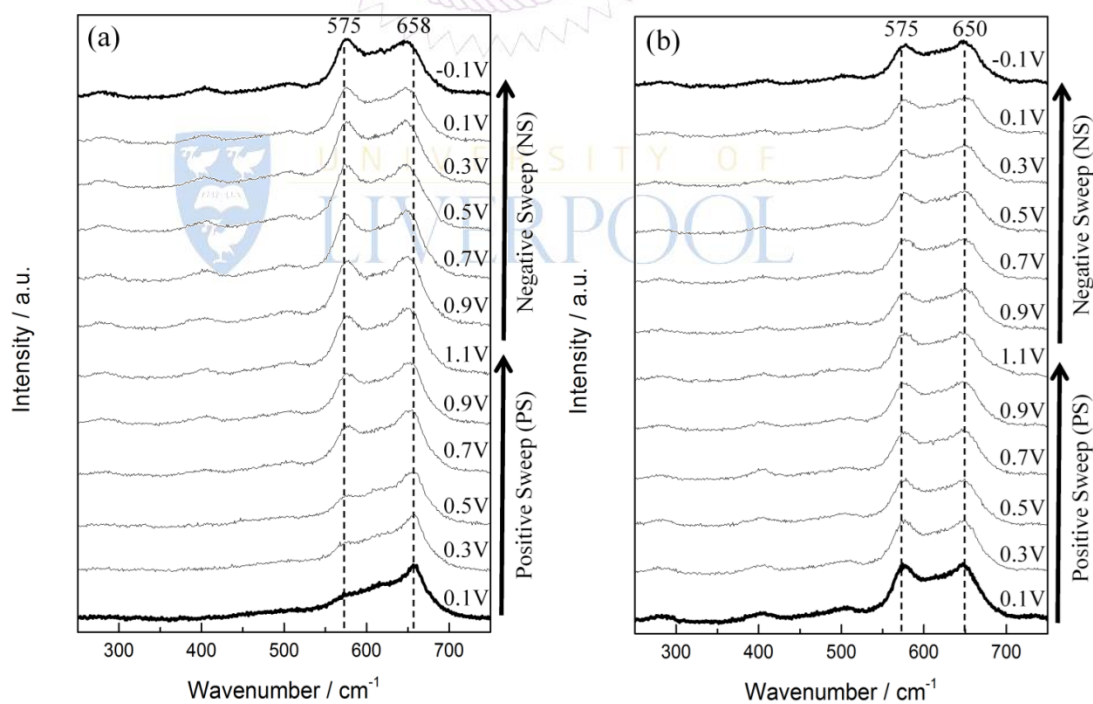 (a)
575 658
-0.1V
0.1V
0.3V
0.5V
0.7V
0.9V
1.1V
0.9V
0.7V
0.5V
0.3V
0.1V
Negative Sweep (NS)
Positive Sweep (PS)
Intensity / a.u.
300 400 500 600 700
Wavenumber / cm⁻¹
(b)
575 650
-0.1V
0.1V
0.3V
0.5V
0.7V
0.9V
1.1V
0.9V
0.7V
0.5V
0.3V
0.1V
Negative Sweep (NS)
Positive Sweep (PS)
Intensity / a.u.
300 400 500 600 700
Wavenumber / cm⁻¹
UNIVERSITY OF
LIVERPOOL